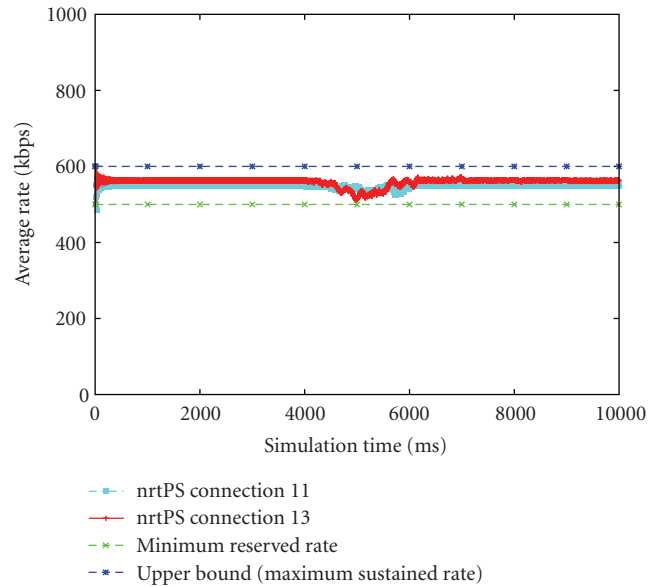 1000
800
600
400
200
0
Average rate (kbps)
0 2000 4000 6000 8000 10000
Simulation time (ms)
nrtPS connection 11
nrtPS connection 13
Minimum reserved rate
Upper bound (maximum sustained rate)